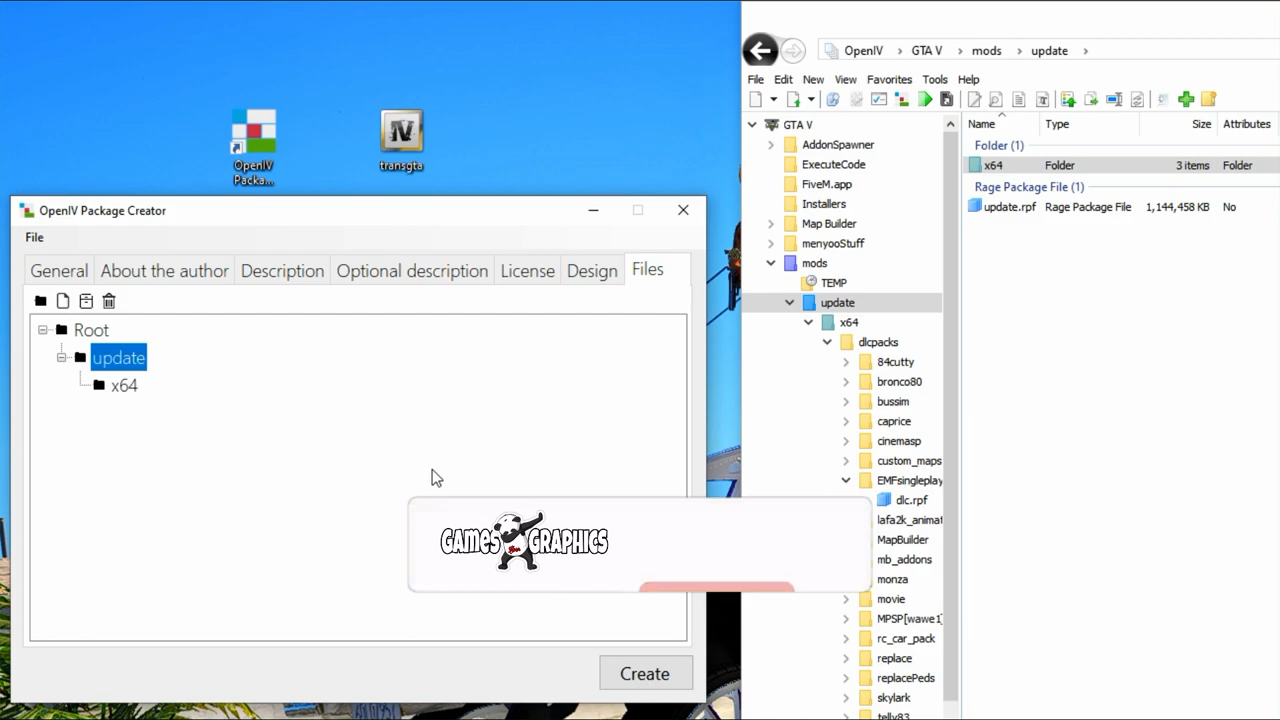 OpenIV
Packa...
transgta
OpenIV Package Creator
File
General
About the author
Description
Optional description
License
Design
Files
Root
update
x64
Create
GAMES
GRAPHICS
OpenIV
GTA V
mods
update
File
Edit
New
View
Favorites
Tools
Help
GTA V
AddonSpawner
ExecuteCode
FiveM.app
Installers
Map Builder
menyooStuff
mods
TEMP
update
x64
dlcpacks
84cutty
bronco80
bussim
caprice
cinemasp
custom_maps
EMFsingleplay
dlc.rpf
lafa2k_animat
MapBuilder
mb_addons
monza
movie
MPSP[wawe1]
rc_car_pack
replace
replacePeds
skylark
Name Type Size Attributes
Folder (1)
x64 Folder 3 items Folder
Rage Package File (1)
update.rpf Rage Package File 1,144,458 KB No